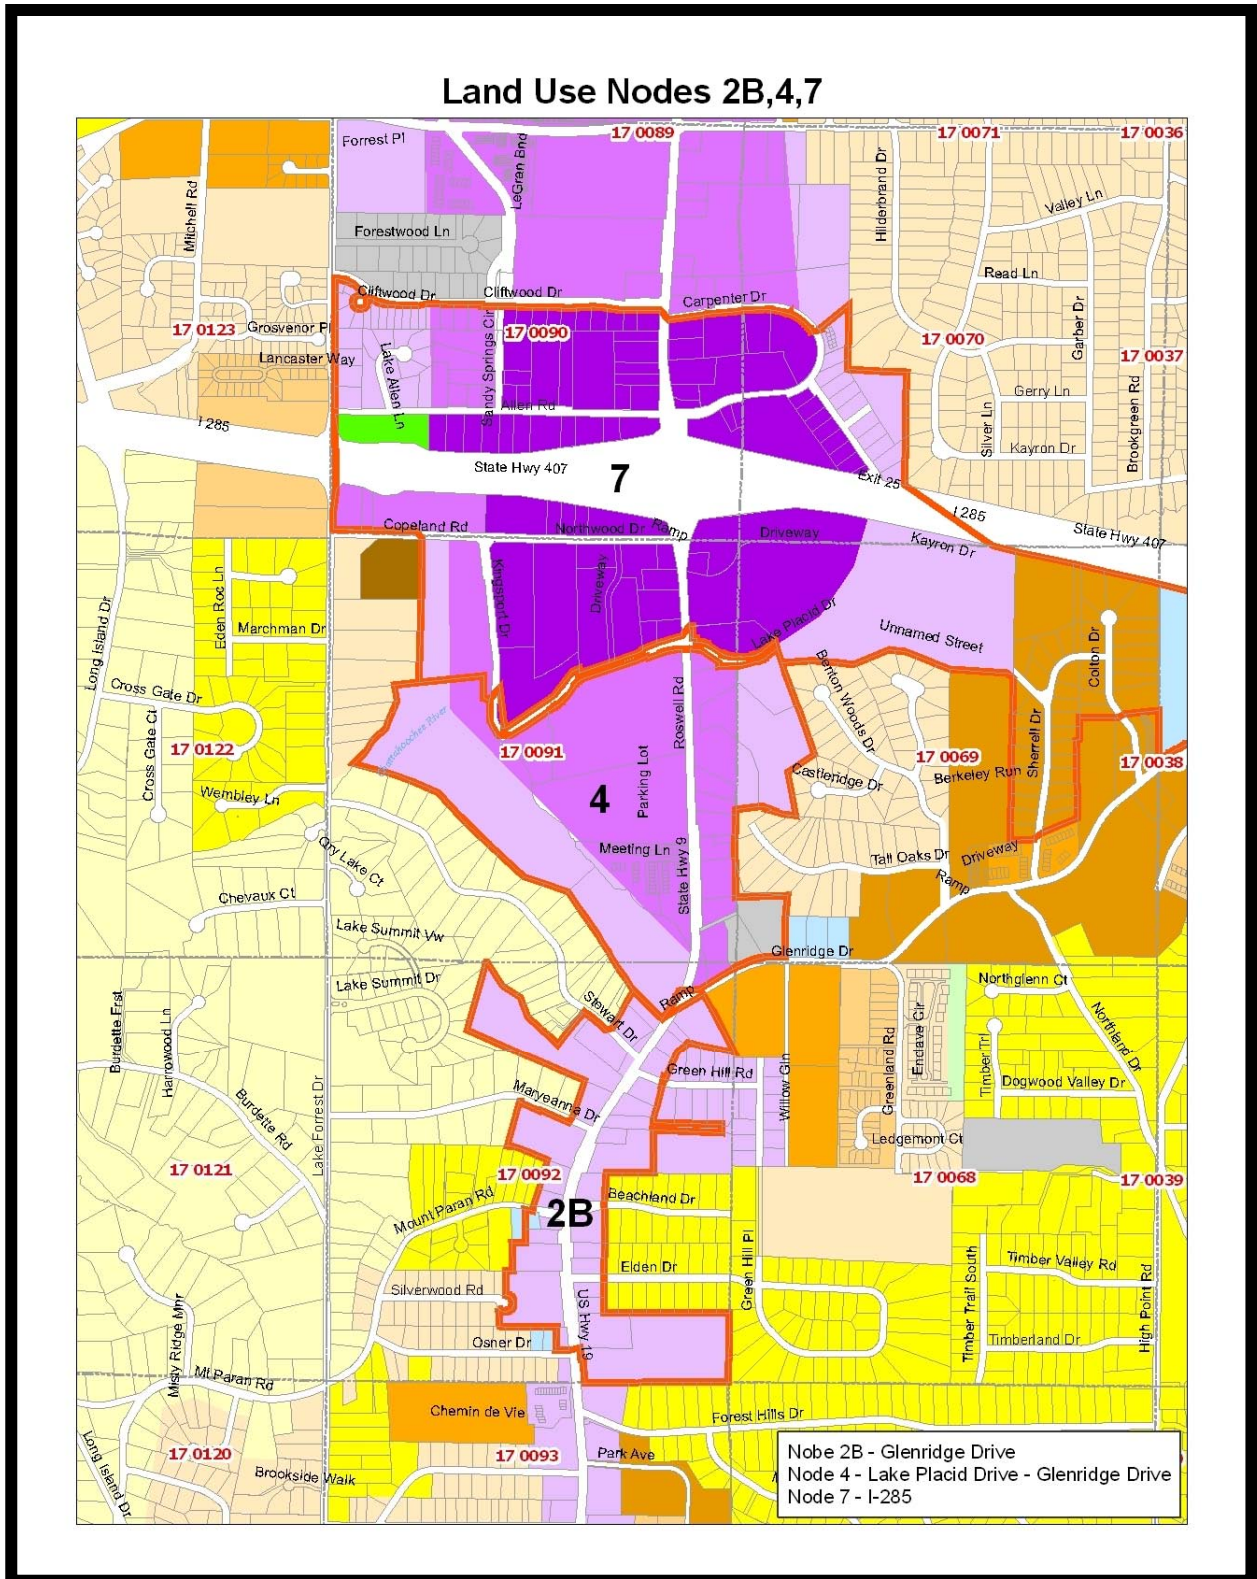 Land Use Nodes 2B,4,7
17 0089
17 0071
17 0036
Forrest Pl
LeGran Bnd
Hilderbrand Dr
Mitchell Rd
Valley Ln
Forestwood Ln
Read Ln
Cliftwood Dr
Cliftwood Dr
Carpenter Dr
17 0123
Grosvenor Pl
17 0090
17 0070
Garber Dr
Lancaster Way
17 0037
Lake Allen Ln
Sandy Springs Cir
Gerry Ln
Allen Rd
Silver Ln
Brookgreen Rd
I 285
Kayron Dr
State Hwy 407
7
Exit 25
I 285
Copeland Rd
Northwood Dr
Ramp
Driveway
State Hwy 407
Kayron Dr
Eden Roc Ln
Kingsport Dr
Driveway
Lake Placid Dr
Marchman Dr
Unnamed Street
Long Island Dr
Colton Dr
Benton Woods Dr
Cross Gate Dr
Roswell Rd
Sherrell Dr
17 0122
Cross Gate Ct
17 0091
17 0069
17 0038
Berkeley Run
Castleridge Dr
Parking Lot
Wembley Ln
4
Qry Lake Ct
Meeting Ln
State Hwy 9
Tall Oaks Dr
Driveway
Ramp
Chevaux Ct
Lake Summit Vw
Glenridge Dr
Lake Summit Dr
Northglenn Ct
Ramp
Stewart Dr
Burdette Frst
Harrowood Ln
Endave Cir
Northland Dr
Greenland Rd
Timber Trl
Green Hill Rd
Willow Gln
Dogwood Valley Dr
Maryeanna Dr
Burdette Rd
Lake Forrest Dr
Ledgemont Ct
17 0121
17 0092
17 0068
17 0039
Mount Paran Rd
2B
Beachland Dr
Green Hill Pl
Elden Dr
Timber Valley Rd
Silverwood Rd
Timber Trail South
High Point Rd
US Hwy 19
Misty Ridge Mnr
Osner Dr
Timberland Dr
Mt Paran Rd
Chemin de Vie
Forest Hills Dr
17 0120
17 0093
Park Ave
Long Island Dr
Brookside Walk
Nobe 2B - Glenridge Drive
Node 4 - Lake Placid Drive - Glenridge Drive
Node 7 - I-285